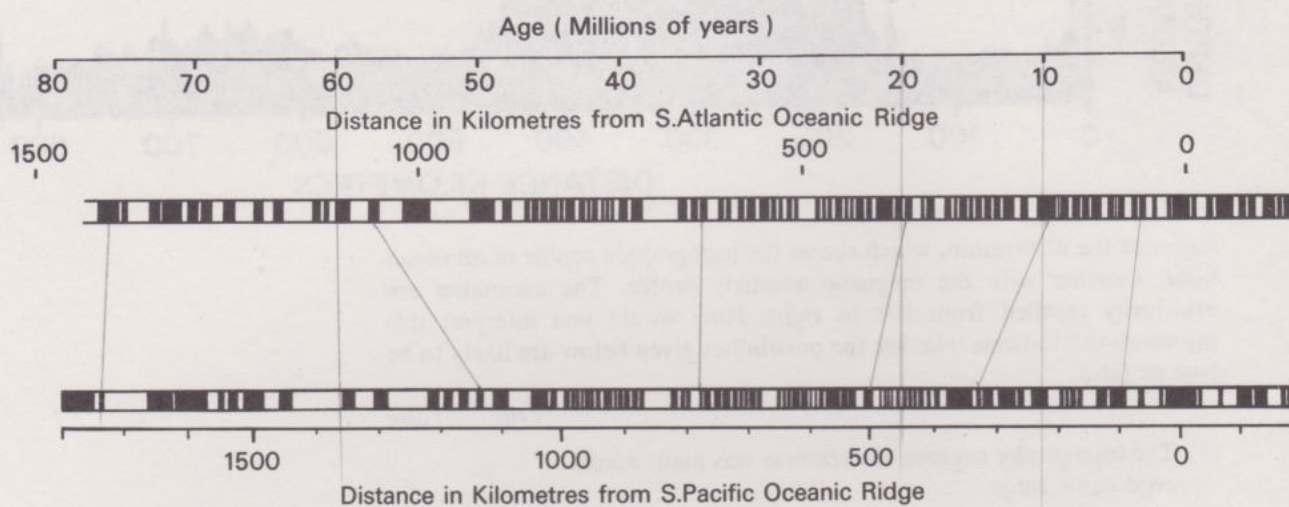 Age ( Millions of years )
80 70 60 50 40 30 20 10 0
Distance in Kilometres from S.Atlantic Oceanic Ridge
1500 1000 500 0
1500 1000 500 0
Distance in Kilometres from S.Pacific Oceanic Ridge